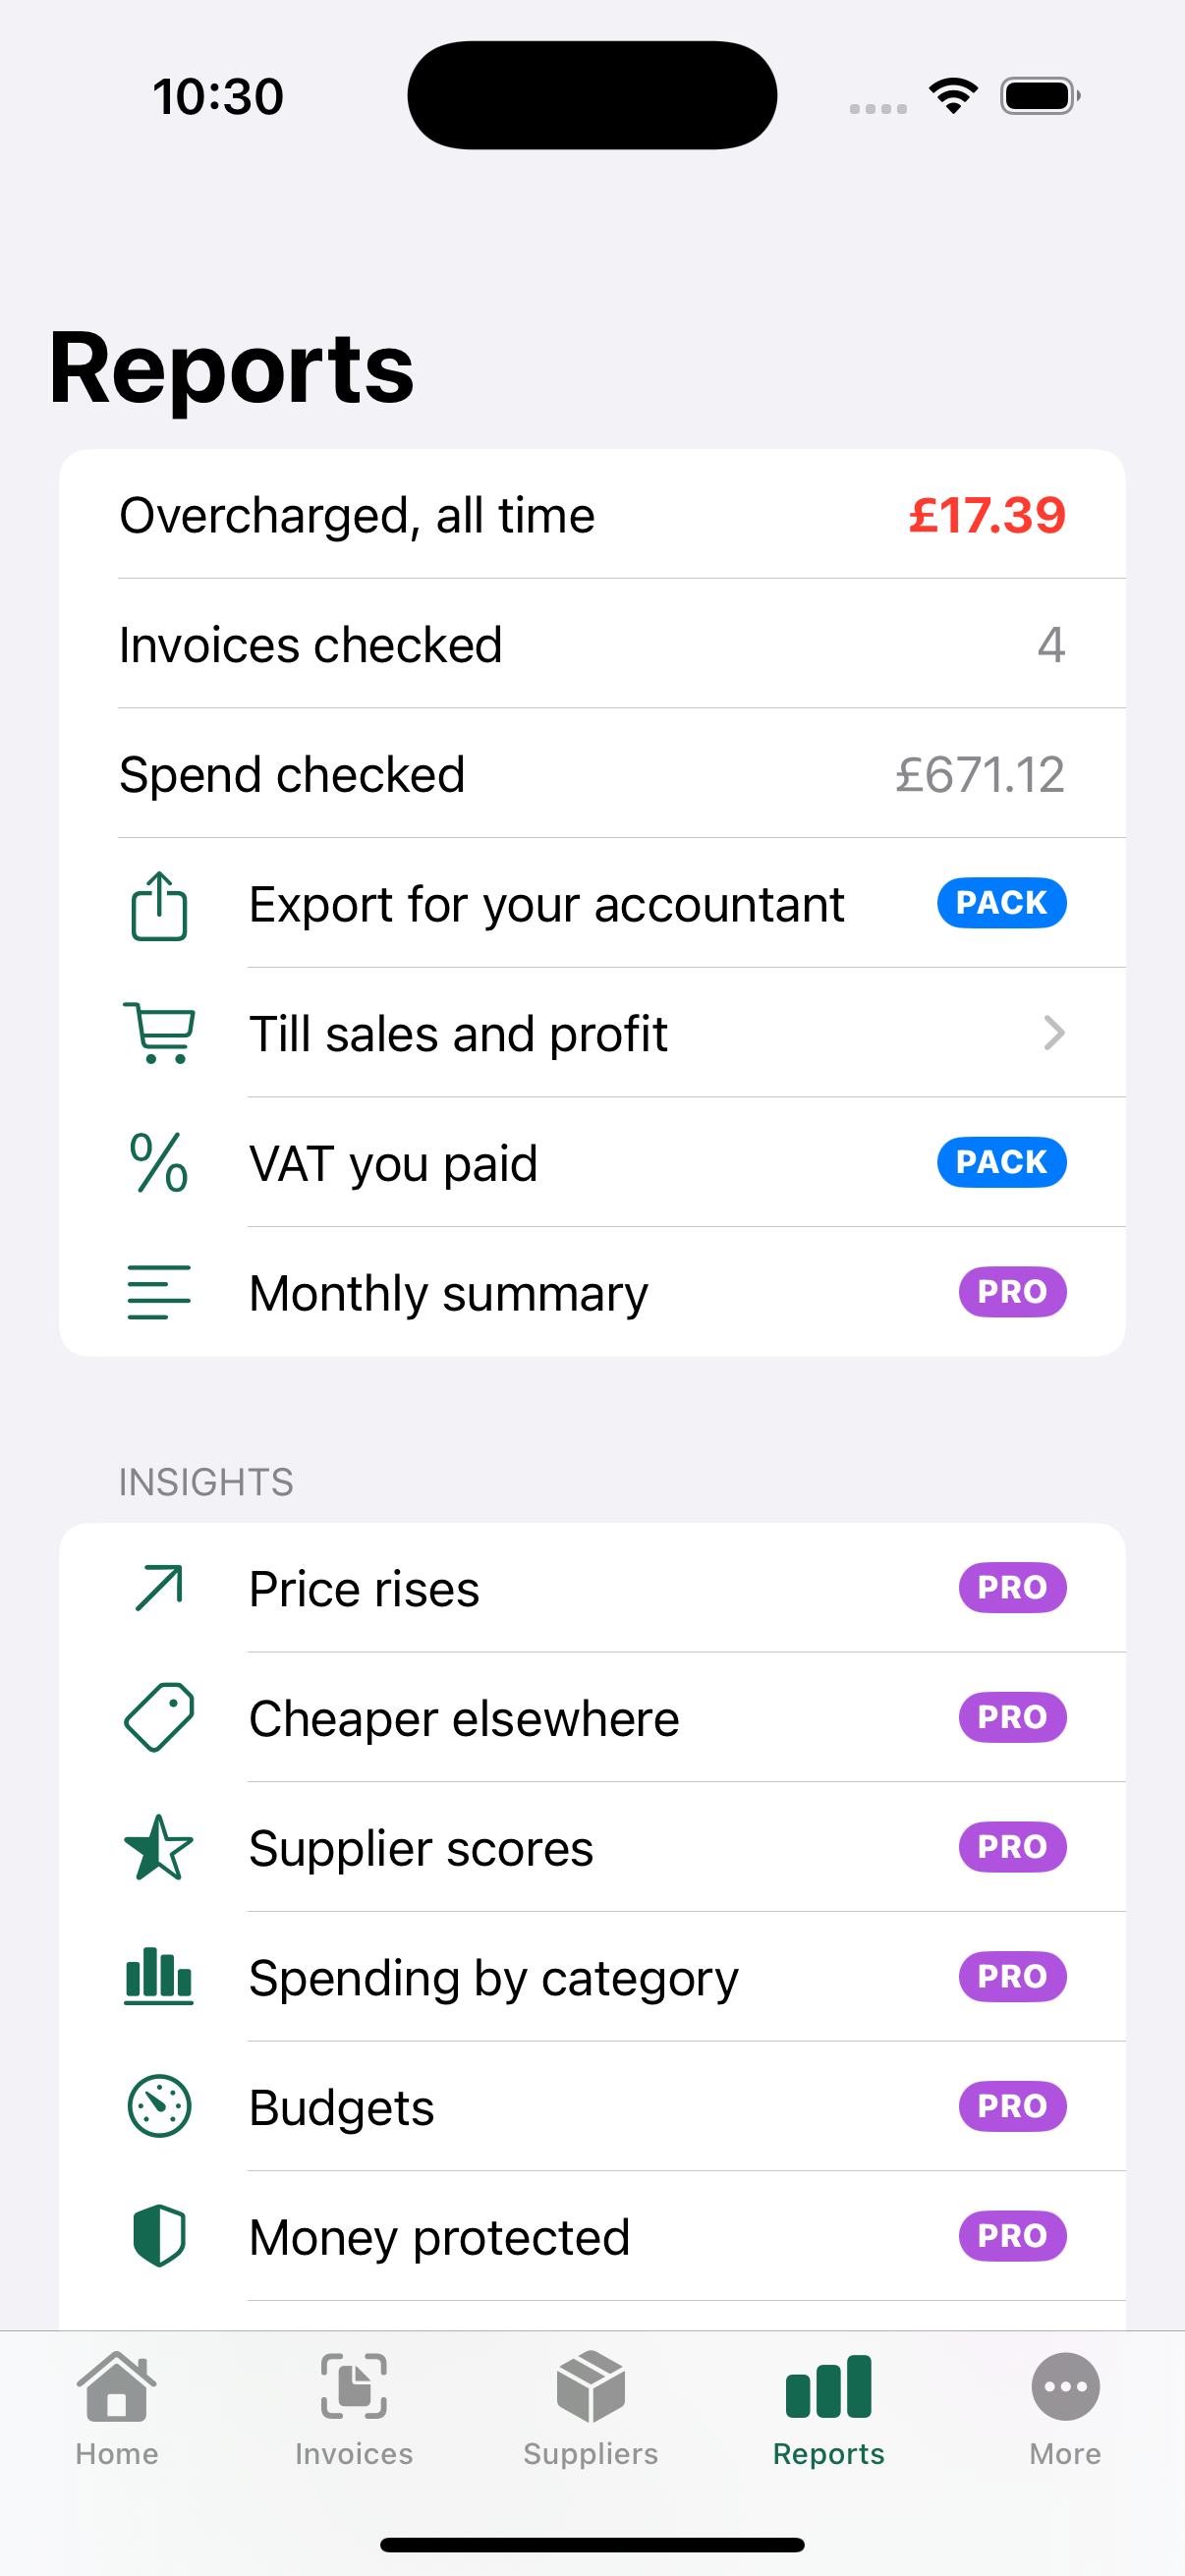 10:30
Reports
Overcharged, all time £17.39
Invoices checked 4
Spend checked £671.12
Export for your accountant PACK
Till sales and profit
VAT you paid PACK
Monthly summary PRO
INSIGHTS
Price rises PRO
Cheaper elsewhere PRO
Supplier scores PRO
Spending by category PRO
Budgets PRO
Money protected PRO
Home Invoices Suppliers Reports More